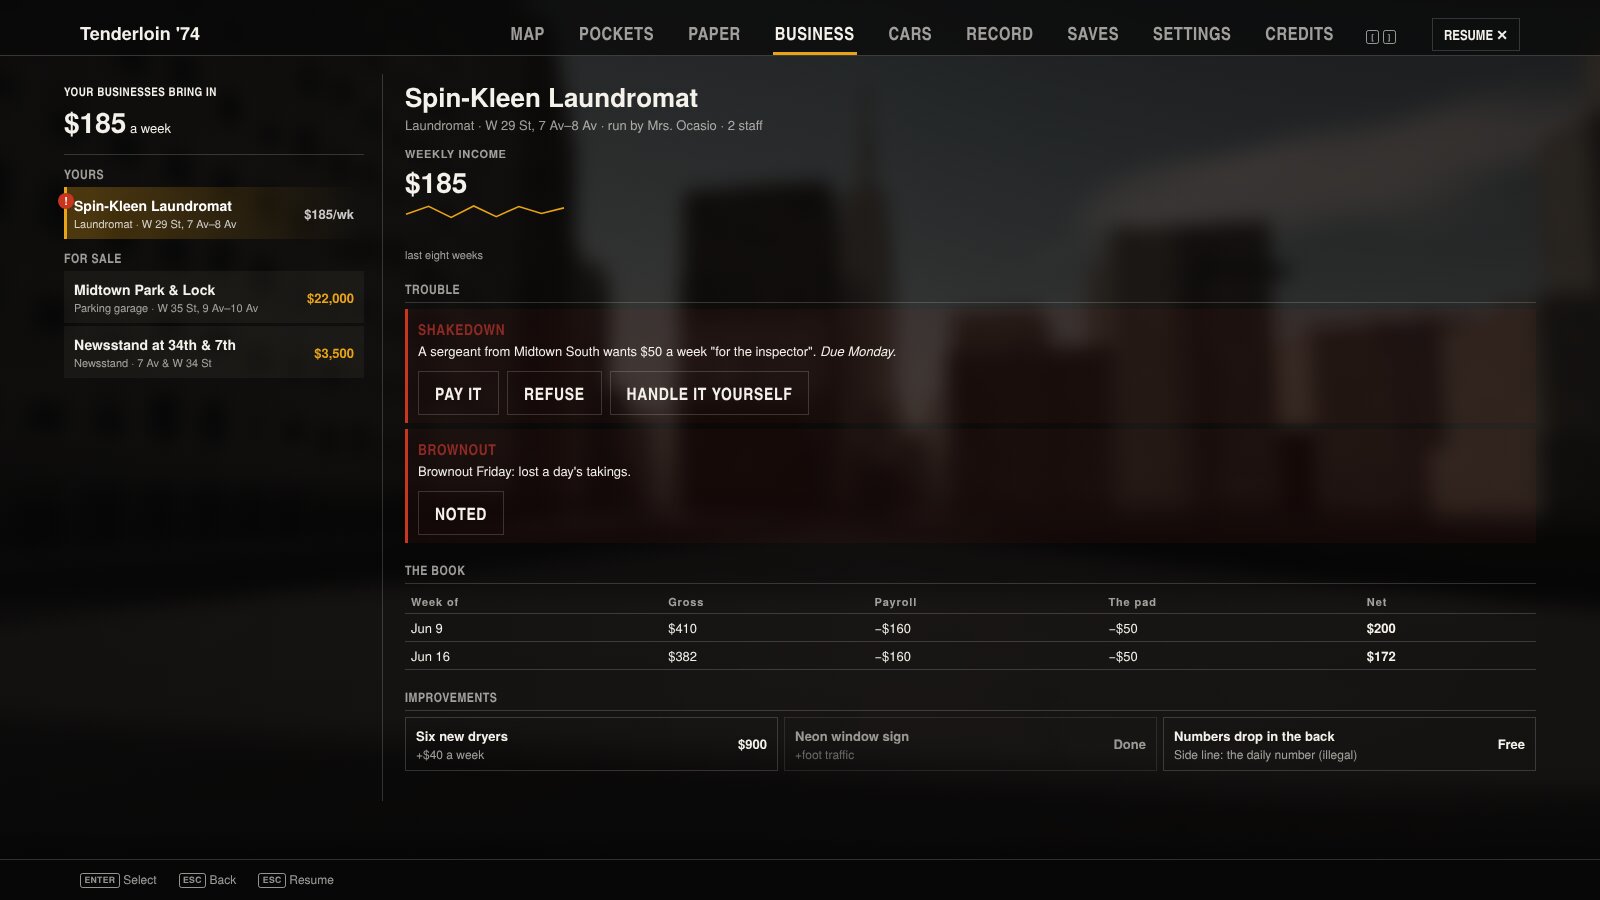 Tenderloin '74
MAP POCKETS PAPER BUSINESS CARS RECORD SAVES SETTINGS CREDITS [ ] RESUME ✕
YOUR BUSINESSES BRING IN
$185 a week
YOURS
!
Spin-Kleen Laundromat $185/wk
Laundromat · W 29 St, 7 Av–8 Av
FOR SALE
Midtown Park & Lock $22,000
Parking garage · W 35 St, 9 Av–10 Av
Newsstand at 34th & 7th $3,500
Newsstand · 7 Av & W 34 St
Spin-Kleen Laundromat
Laundromat · W 29 St, 7 Av–8 Av · run by Mrs. Ocasio · 2 staff
WEEKLY INCOME
$185
last eight weeks
TROUBLE
SHAKEDOWN
A sergeant from Midtown South wants $50 a week "for the inspector". Due Monday.
PAY IT REFUSE HANDLE IT YOURSELF
BROWNOUT
Brownout Friday: lost a day's takings.
NOTED
THE BOOK
Week of Gross Payroll The pad Net
Jun 9 $410 −$160 −$50 $200
Jun 16 $382 −$160 −$50 $172
IMPROVEMENTS
Six new dryers $900
+$40 a week
Neon window sign Done
+foot traffic
Numbers drop in the back Free
Side line: the daily number (illegal)
ENTER Select ESC Back ESC Resume